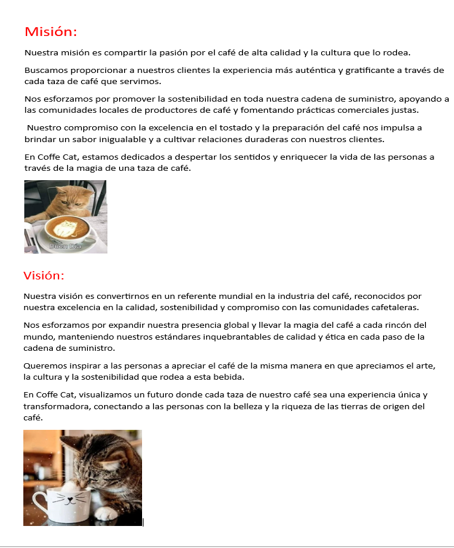 Misión:
Nuestra misión es compartir la pasión por el café de alta calidad y la cultura que lo rodea.
Buscamos proporcionar a nuestros clientes la experiencia más auténtica y gratificante a través de
cada taza de café que servimos.
Nos esforzamos por promover la sostenibilidad en toda nuestra cadena de suministro, apoyando a
las comunidades locales de productores de café y fomentando prácticas comerciales justas.
Nuestro compromiso con la excelencia en el tostado y la preparación del café nos impulsa a
brindar un sabor inigualable y a cultivar relaciones duraderas con nuestros clientes.
En Coffe Cat, estamos dedicados a despertar los sentidos y enriquecer la vida de las personas a
través de la magia de una taza de café.
Visión:
Nuestra visión es convertirnos en un referente mundial en la industria del café, reconocidos por
nuestra excelencia en la calidad, sostenibilidad y compromiso con las comunidades cafetaleras.
Nos esforzamos por expandir nuestra presencia global y llevar la magia del café a cada rincón del
mundo, manteniendo nuestros estándares inquebrantables de calidad y ética en cada paso de la
cadena de suministro.
Queremos inspirar a las personas a apreciar el café de la misma manera en que apreciamos el arte,
la cultura y la sostenibilidad que rodea a esta bebida.
En Coffe Cat, visualizamos un futuro donde cada taza de nuestro café sea una experiencia única y
transformadora, conectando a las personas con la belleza y la riqueza de las tierras de origen del
café.